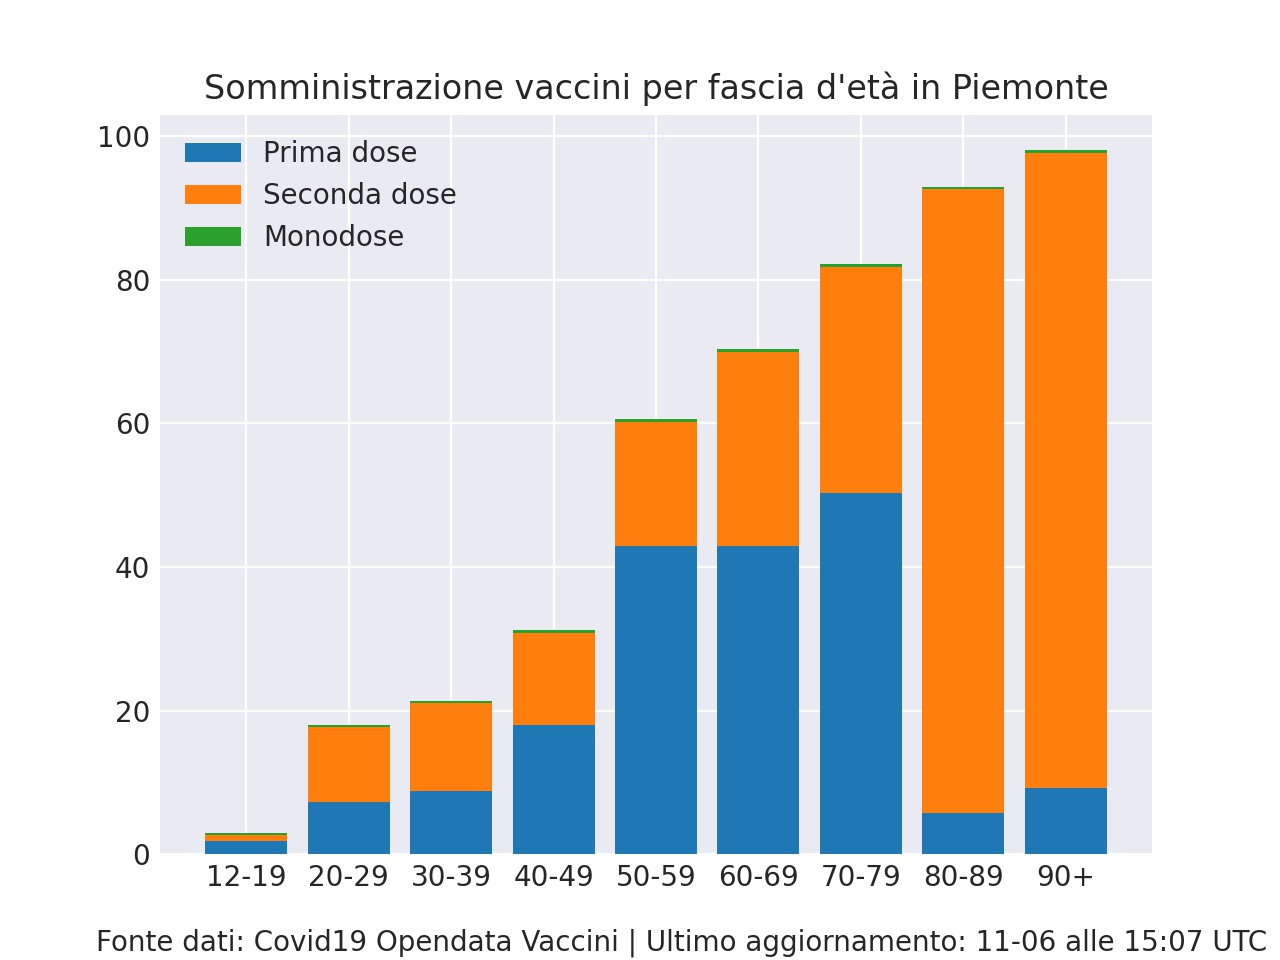 Somministrazione vaccini per fascia d'età in Piemonte
100
80
60
40
20
0
Prima dose
Seconda dose
Monodose
12-19 20-29 30-39 40-49 50-59 60-69 70-79 80-89 90+
Fonte dati: Covid19 Opendata Vaccini | Ultimo aggiornamento: 11-06 alle 15:07 UTC